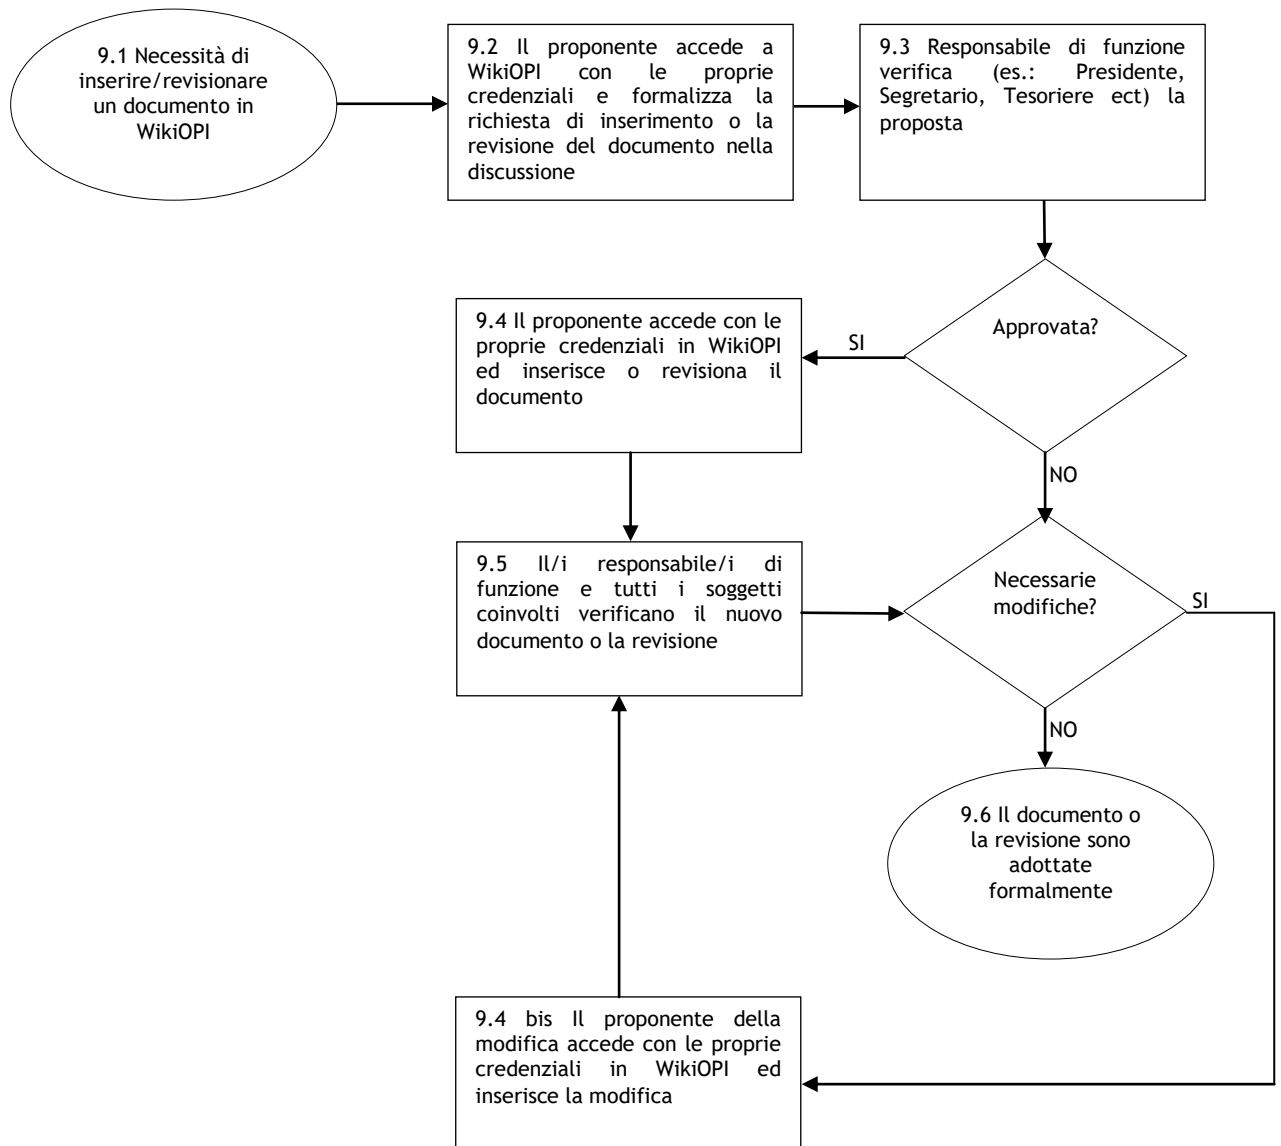 9.1 Necessità di
inserire/revisionare
un documento in
WikiOPI
9.2 Il proponente accede a
WikiOPI con le proprie
credenziali e formalizza la
richiesta di inserimento o la
revisione del documento nella
discussione
9.3 Responsabile di funzione
verifica (es.: Presidente,
Segretario, Tesoriere ect) la
proposta
Approvata?
SI
9.4 Il proponente accede con le
proprie credenziali in WikiOPI
ed inserisce o revisiona il
documento
NO
9.5 Il/i responsabile/i di
funzione e tutti i soggetti
coinvolti verificano il nuovo
documento o la revisione
Necessarie
modifiche?
SI
NO
9.6 Il documento o
la revisione sono
adottate
formalmente
9.4 bis Il proponente della
modifica accede con le proprie
credenziali in WikiOPI ed
inserisce la modifica